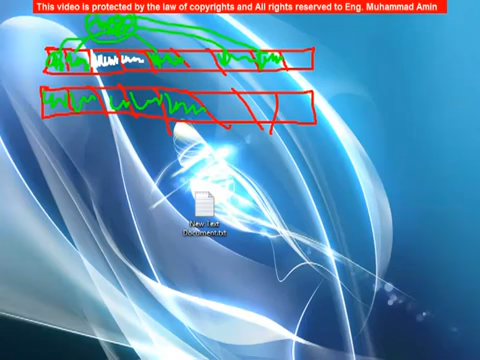 This video is protected by the law of copyrights and All rights reserved to Eng. Muhammad Amin
New Text
Document.txt